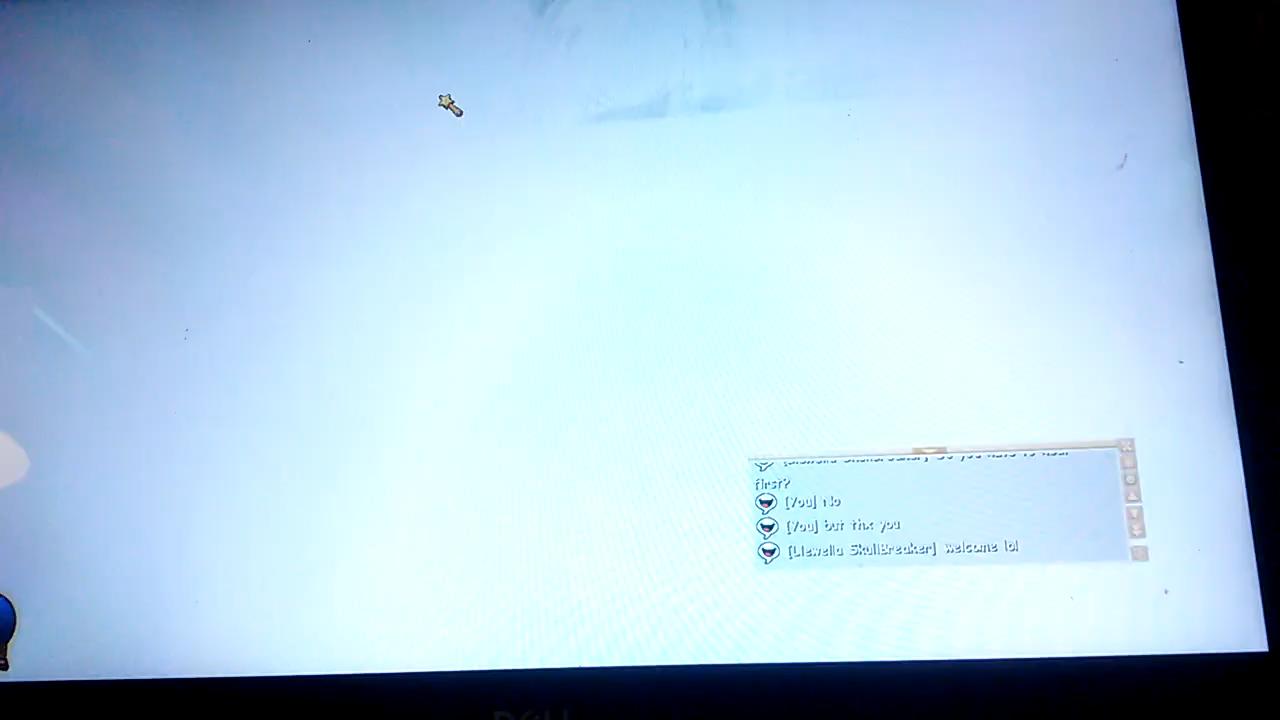 first?
[You] No
[You] but thx you
[Llewella SkullBreaker] welcome lol